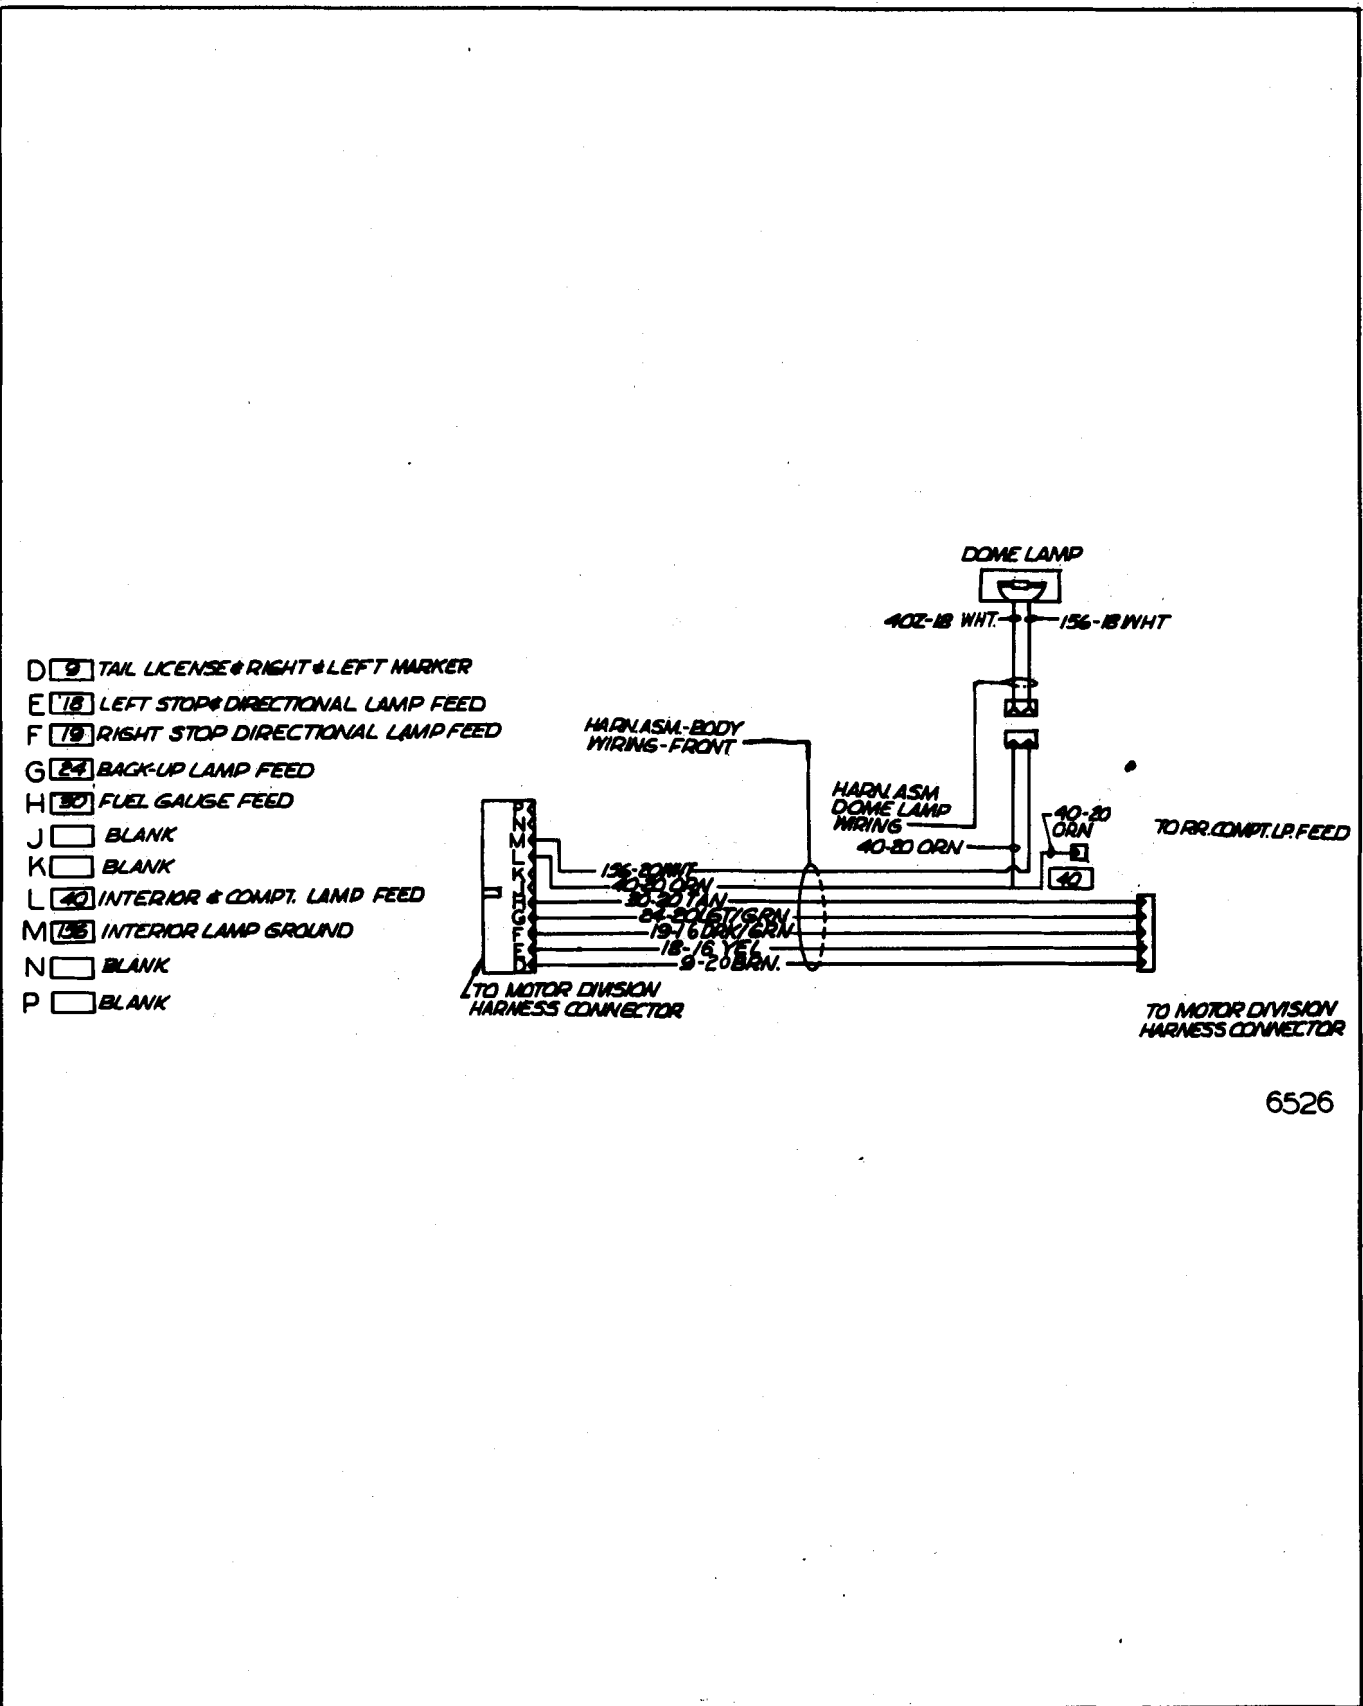 DOME LAMP
40Z-18 WHT.
156-18 WHT
D 9 TAIL LICENSE & RIGHT & LEFT MARKER
E 18 LEFT STOP & DIRECTIONAL LAMP FEED
F 19 RIGHT STOP DIRECTIONAL LAMP FEED
G 24 BACK-UP LAMP FEED
H 30 FUEL GAUGE FEED
J BLANK
K BLANK
L 40 INTERIOR & COMPT. LAMP FEED
M 156 INTERIOR LAMP GROUND
N BLANK
P BLANK
HARN. ASM.-BODY
WIRING-FRONT
HARN. ASM
DOME LAMP
WIRING
40-20 ORN
40-20
ORN
TO RR. COMPT. LP. FEED
40
P
N
M
L
K
J
H
G
F
E
D
156-20 WHT
40-20 ORN
30-20 TAN
24-20 LGT/GRN
19-16 DRK/GRN
18-16 YEL
9-20 BRN.
TO MOTOR DIVISION
HARNESS CONNECTOR
TO MOTOR DIVISION
HARNESS CONNECTOR
6526